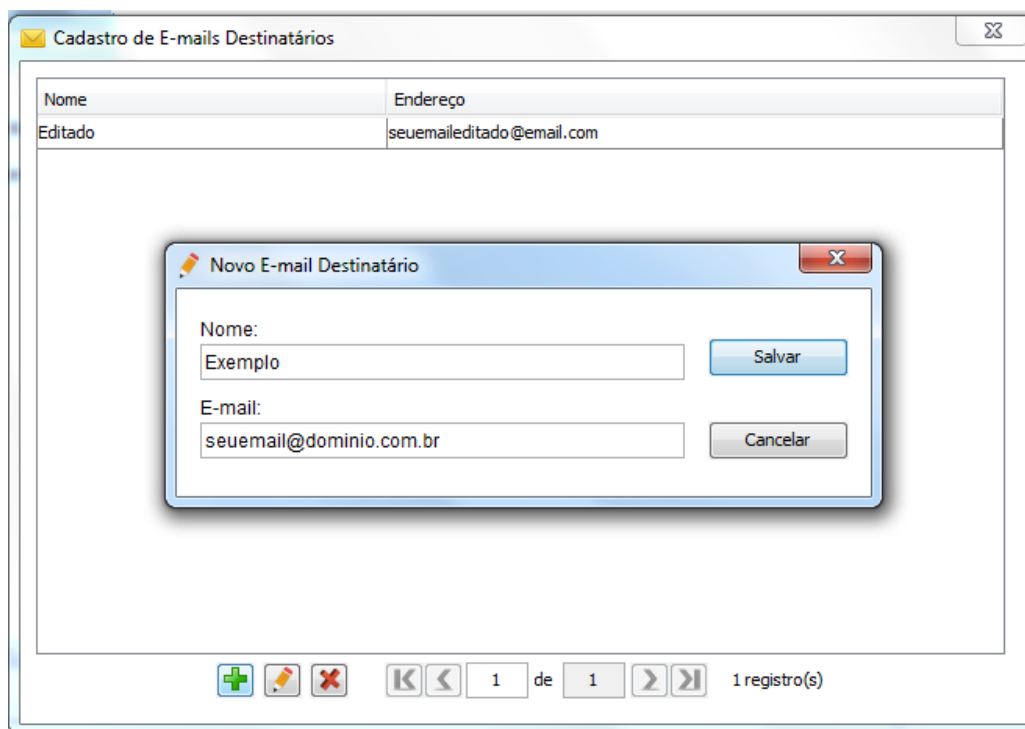 Cadastro de E-mails Destinatários
Nome Endereço
Editado seuemaileditado@email.com
Novo E-mail Destinatário
Nome:
Exemplo
Salvar
E-mail:
seuemail@dominio.com.br
Cancelar
1 de 1 1 registro(s)